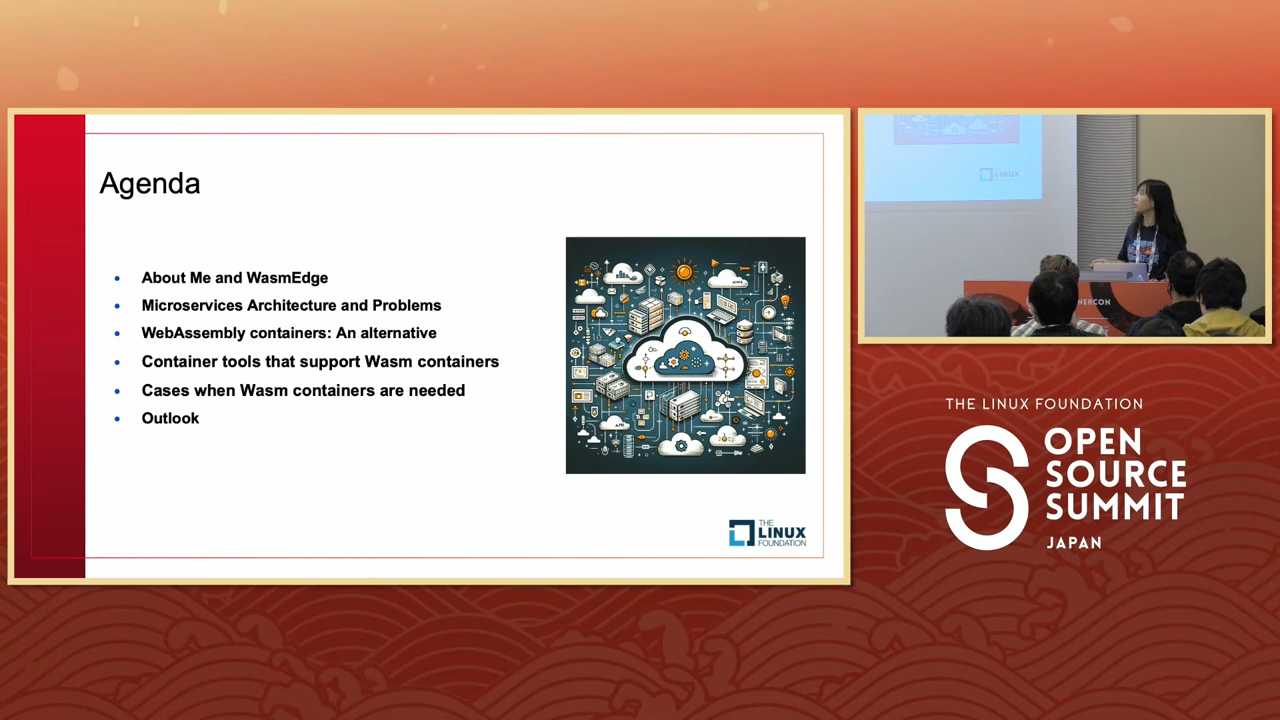 Agenda
• About Me and WasmEdge
• Microservices Architecture and Problems
• WebAssembly containers: An alternative
• Container tools that support Wasm containers
• Cases when Wasm containers are needed
• Outlook
THE
LINUX
FOUNDATION
LINUX
THE LINUX FOUNDATION
OPEN
SOURCE
SUMMIT
JAPAN